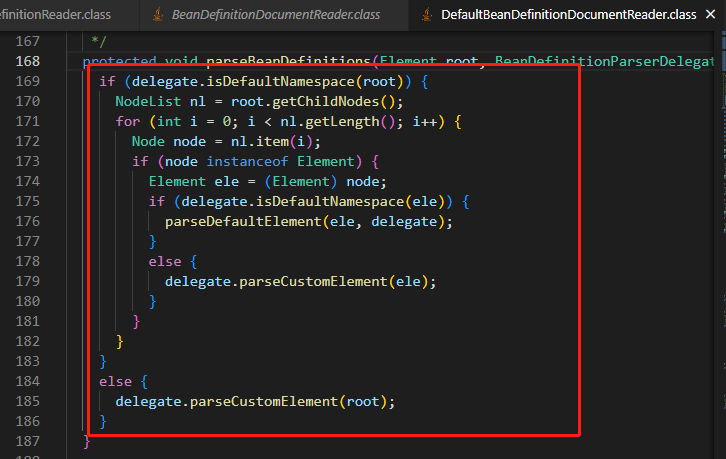 efinitionReader.class BeanDefinitionDocumentReader.class DefaultBeanDefinitionDocumentReader.class
167 */
168 protected void parseBeanDefinitions(Element root, BeanDefinitionParserDelegat
169 if (delegate.isDefaultNamespace(root)) {
170 NodeList nl = root.getChildNodes();
171 for (int i = 0; i < nl.getLength(); i++) {
172 Node node = nl.item(i);
173 if (node instanceof Element) {
174 Element ele = (Element) node;
175 if (delegate.isDefaultNamespace(ele)) {
176 parseDefaultElement(ele, delegate);
177 }
178 else {
179 delegate.parseCustomElement(ele);
180 }
181 }
182 }
183 }
184 else {
185 delegate.parseCustomElement(root);
186 }
187 }